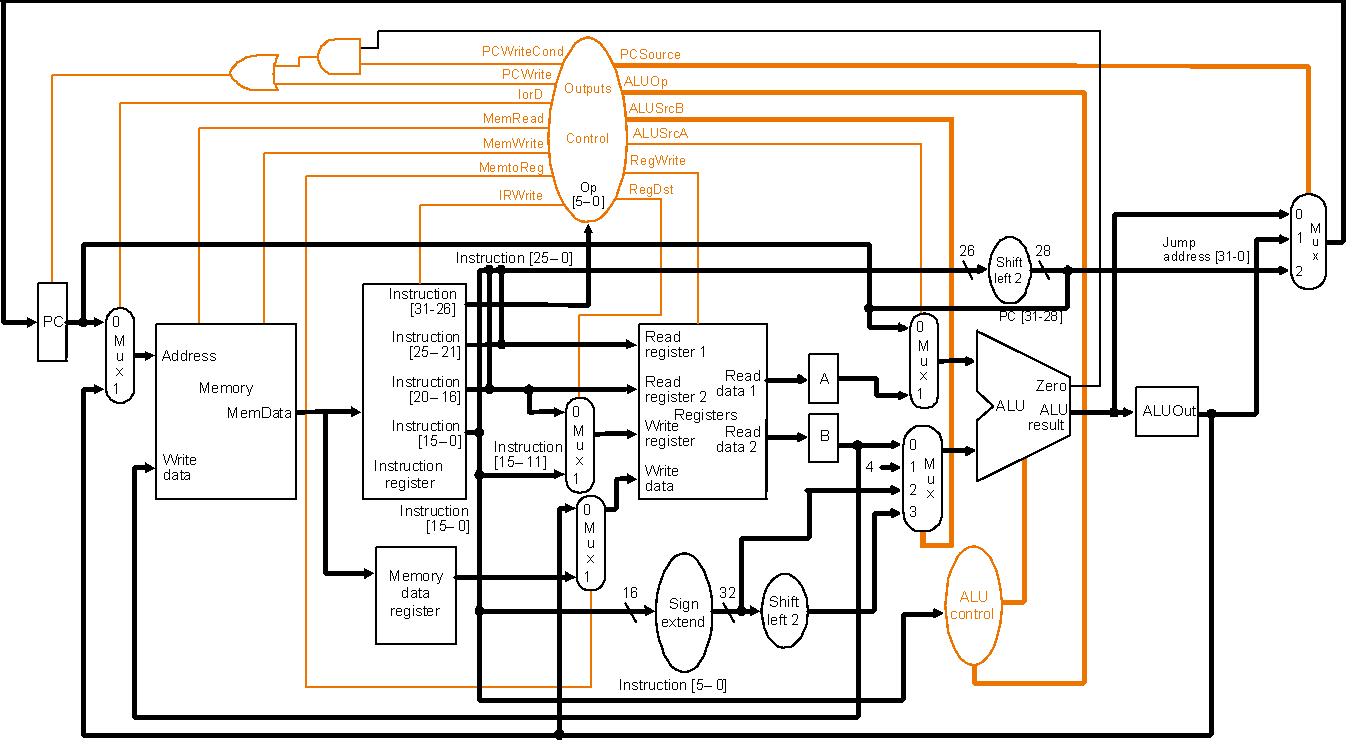 PCWriteCond
PCWrite
IorD
MemRead
MemWrite
MemtoReg
IRWrite
Outputs
Control
Op
[5–0]
PCSource
ALUOp
ALUSrcB
ALUSrcA
RegWrite
RegDst
PC
0
M
u
x
1
Address
Memory
MemData
Write
data
Instruction [25–0]
Instruction
[31-26]
Instruction
[25–21]
Instruction
[20–16]
Instruction
[15–0]
Instruction
register
Instruction
[15–0]
Memory
data
register
Instruction
[15–11]
0
M
u
x
1
0
M
u
x
1
Read
register 1
Read
register 2
Registers
Write
register
Write
data
Read
data 1
Read
data 2
A
B
4
16
Sign
extend
32
Shift
left 2
Instruction [5–0]
26
Shift
left 2
28
PC [31-28]
Jump
address [31-0]
0
M
u
x
1
0
1
2
3
M
u
x
ALU
Zero
ALU
result
ALU
control
ALUOut
0
1
2
M
u
x